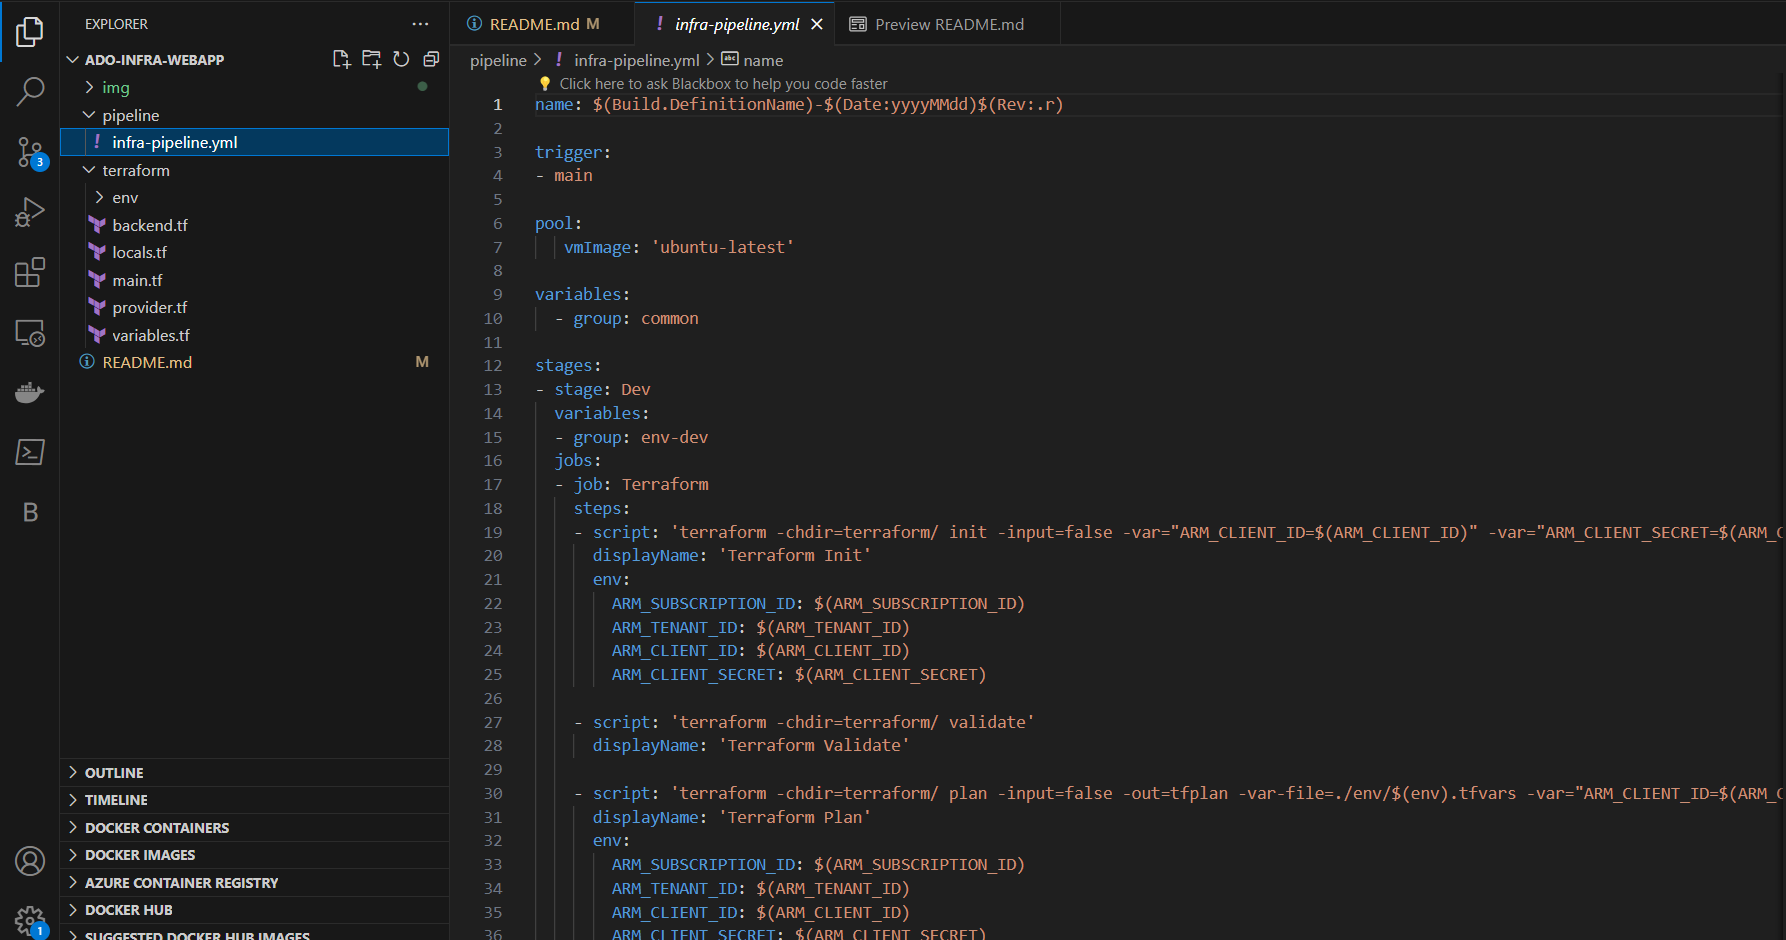 EXPLORER
ADO-INFRA-WEBAPP
img
pipeline
infra-pipeline.yml
terraform
env
backend.tf
locals.tf
main.tf
provider.tf
variables.tf
README.md M
OUTLINE
TIMELINE
DOCKER CONTAINERS
DOCKER IMAGES
AZURE CONTAINER REGISTRY
DOCKER HUB
SUGGESTED DOCKER HUB IMAGES
3
B
1
README.md M
infra-pipeline.yml
Preview README.md
pipeline > infra-pipeline.yml > abc name
Click here to ask Blackbox to help you code faster
1 name: $(Build.DefinitionName)-$(Date:yyyyMMdd)$(Rev:.r)
2
3 trigger:
4 - main
5
6 pool:
7 vmImage: 'ubuntu-latest'
8
9 variables:
10 - group: common
11
12 stages:
13 - stage: Dev
14 variables:
15 - group: env-dev
16 jobs:
17 - job: Terraform
18 steps:
19 - script: 'terraform -chdir=terraform/ init -input=false -var="ARM_CLIENT_ID=$(ARM_CLIENT_ID)" -var="ARM_CLIENT_SECRET=$(ARM_C
20 displayName: 'Terraform Init'
21 env:
22 ARM_SUBSCRIPTION_ID: $(ARM_SUBSCRIPTION_ID)
23 ARM_TENANT_ID: $(ARM_TENANT_ID)
24 ARM_CLIENT_ID: $(ARM_CLIENT_ID)
25 ARM_CLIENT_SECRET: $(ARM_CLIENT_SECRET)
26
27 - script: 'terraform -chdir=terraform/ validate'
28 displayName: 'Terraform Validate'
29
30 - script: 'terraform -chdir=terraform/ plan -input=false -out=tfplan -var-file=./env/$(env).tfvars -var="ARM_CLIENT_ID=$(ARM_C
31 displayName: 'Terraform Plan'
32 env:
33 ARM_SUBSCRIPTION_ID: $(ARM_SUBSCRIPTION_ID)
34 ARM_TENANT_ID: $(ARM_TENANT_ID)
35 ARM_CLIENT_ID: $(ARM_CLIENT_ID)
36 ARM_CLIENT_SECRET: $(ARM_CLIENT_SECRET)